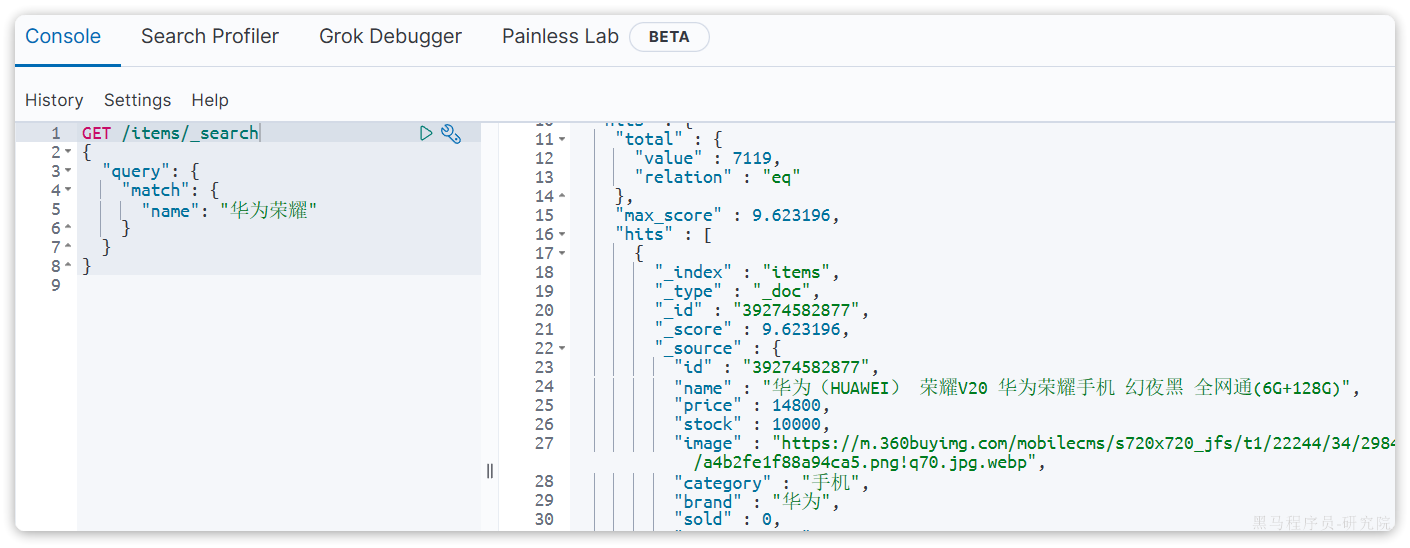 Console Search Profiler Grok Debugger Painless Lab BETA
History Settings Help
1 GET /items/_search
2 {
3 "query": {
4 "match": {
5 "name": "华为荣耀"
6 }
7 }
8 }
9
11 "total" : {
12 "value" : 7119,
13 "relation" : "eq"
14 },
15 "max_score" : 9.623196,
16 "hits" : [
17 {
18 "_index" : "items",
19 "_type" : "_doc",
20 "_id" : "39274582877",
21 "_score" : 9.623196,
22 "_source" : {
23 "id" : "39274582877",
24 "name" : "华为（HUAWEI） 荣耀V20 华为荣耀手机 幻夜黑 全网通(6G+128G)",
25 "price" : 14800,
26 "stock" : 10000,
27 "image" : "https://m.360buyimg.com/mobilecms/s720x720_jfs/t1/22244/34/2984
/a4b2fe1f88a94ca5.png!q70.jpg.webp",
28 "category" : "手机",
29 "brand" : "华为",
30 "sold" : 0,
黑马程序员-研究院